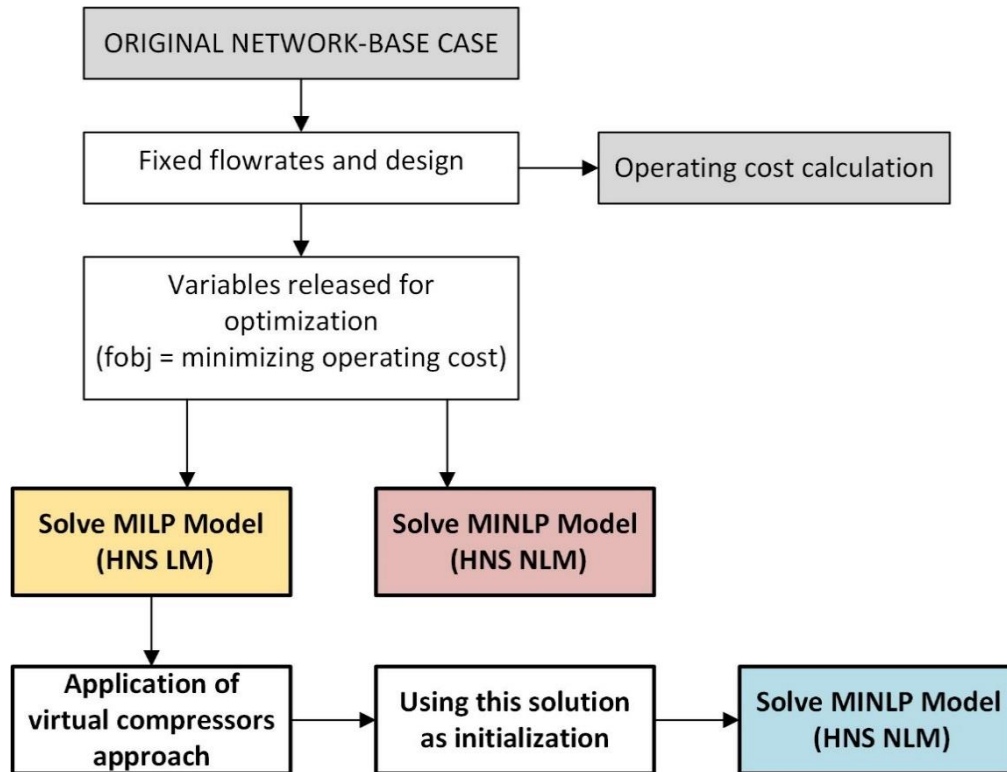 ORIGINAL NETWORK-BASE CASE
Fixed flowrates and design
Operating cost calculation
Variables released for
optimization
(fobj = minimizing operating cost)
Solve MILP Model
(HNS LM)
Solve MINLP Model
(HNS NLM)
Application of
virtual compressors
approach
Using this solution
as initialization
Solve MINLP Model
(HNS NLM)